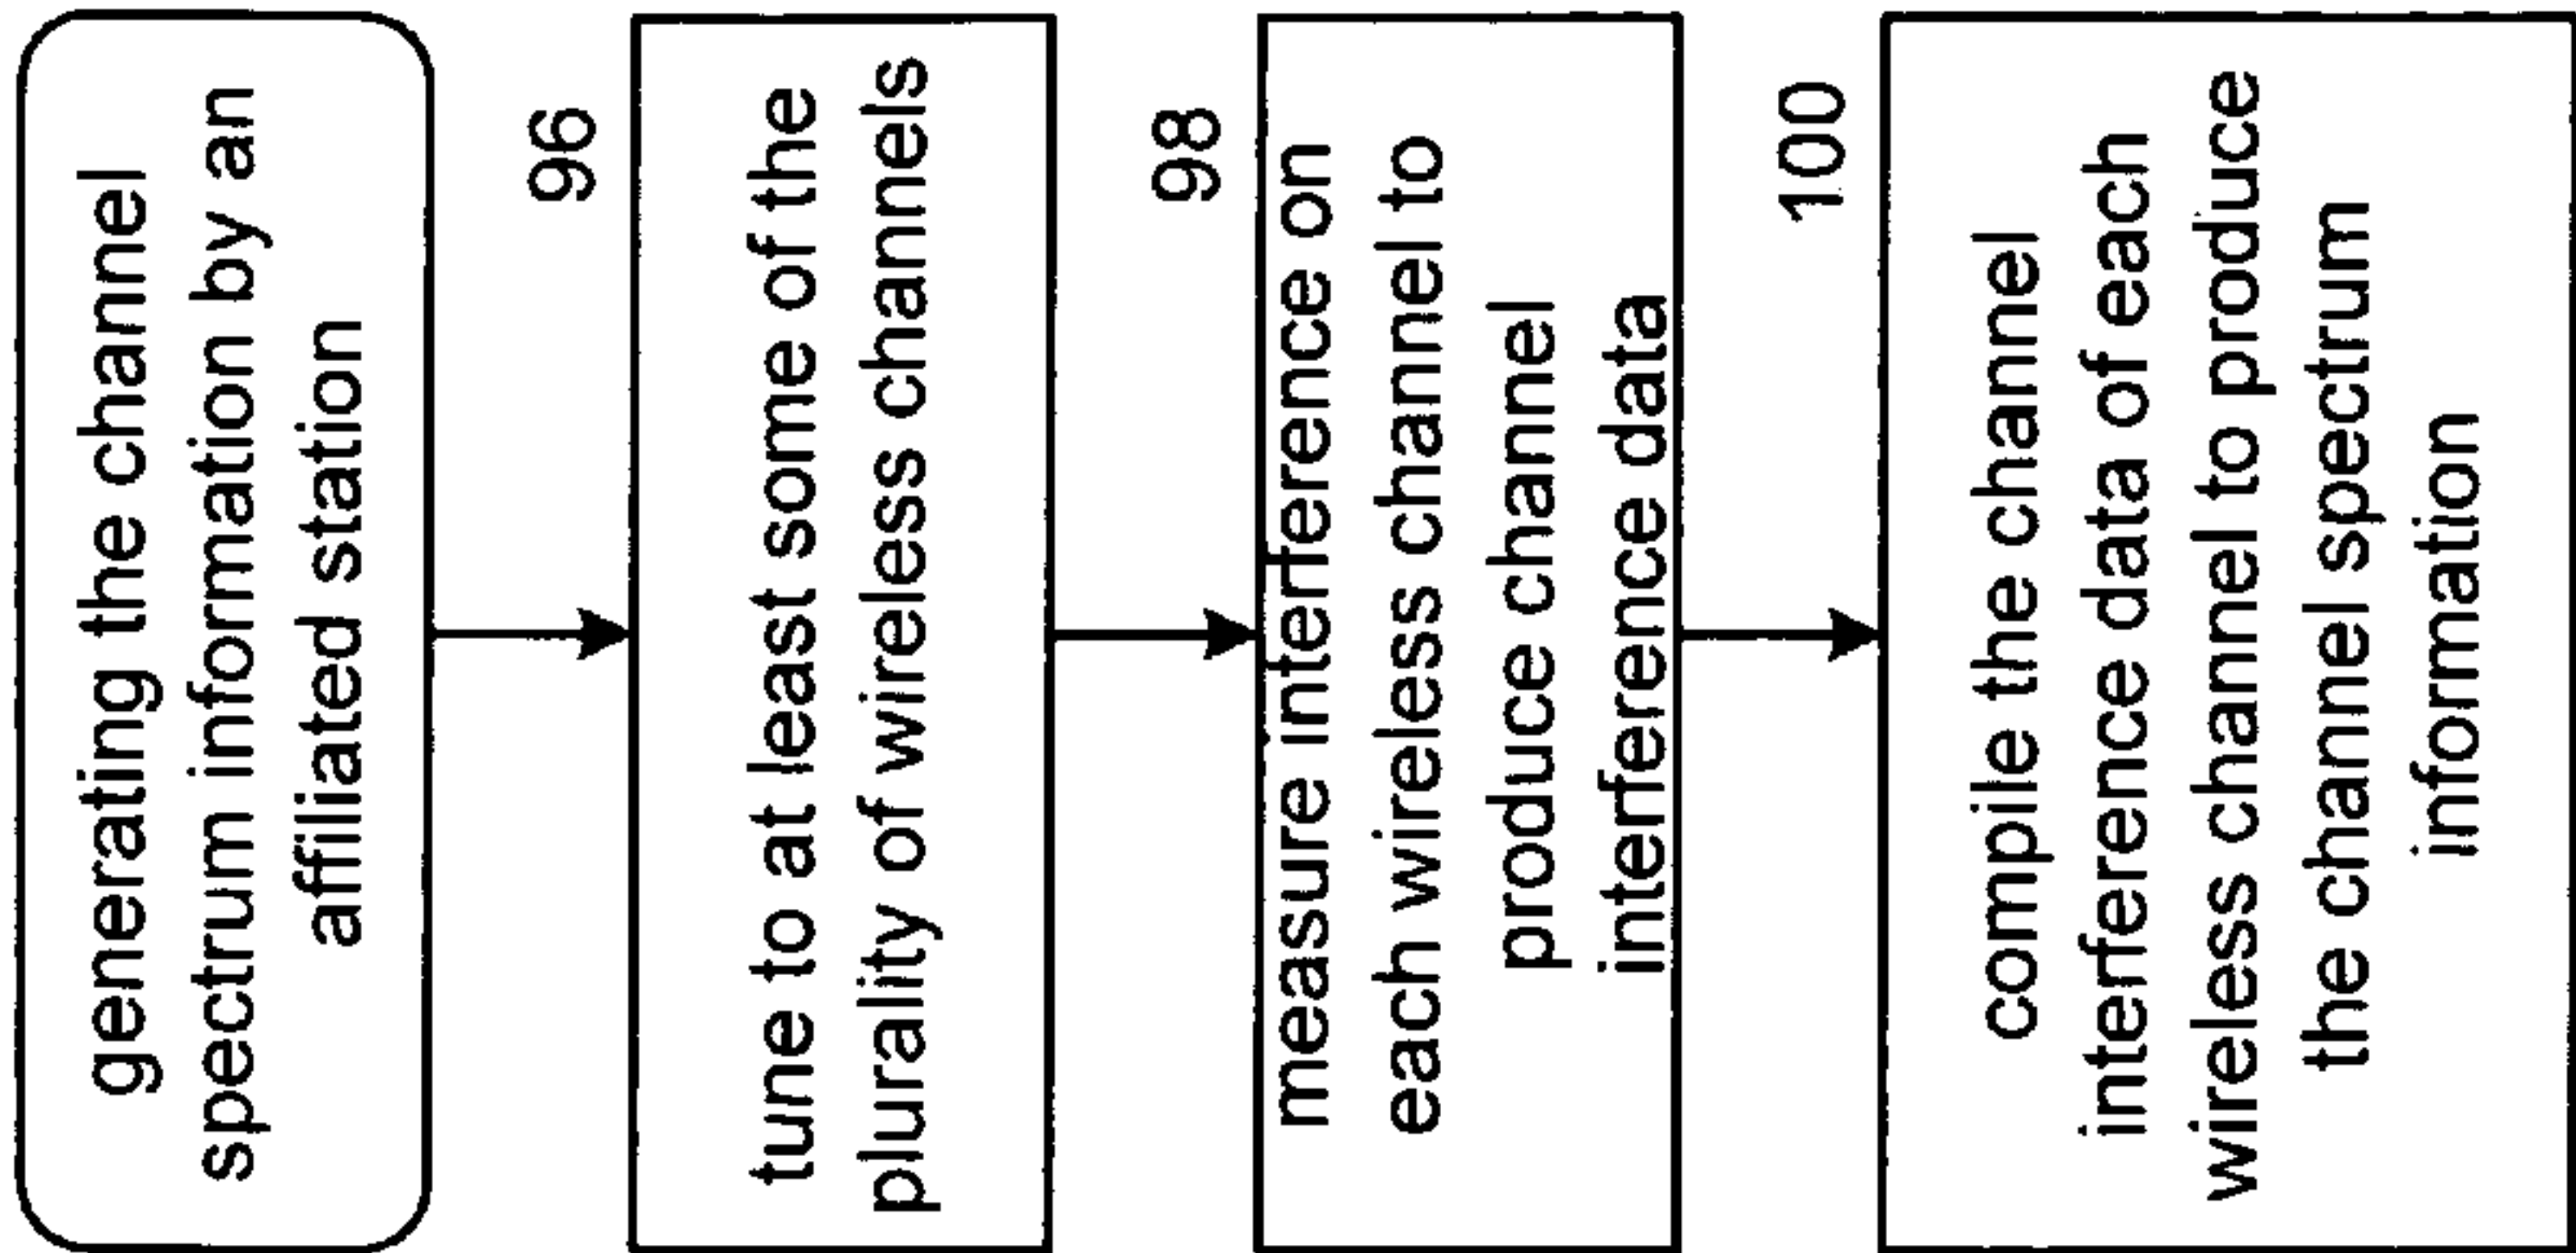 generating the channel
spectrum information by an
affiliated station
96
tune to at least some of the
plurality of wireless channels
98
measure interference on
each wireless channel to
produce channel
interference data
100
compile the channel
interference data of each
wireless channel to produce
the channel spectrum
information